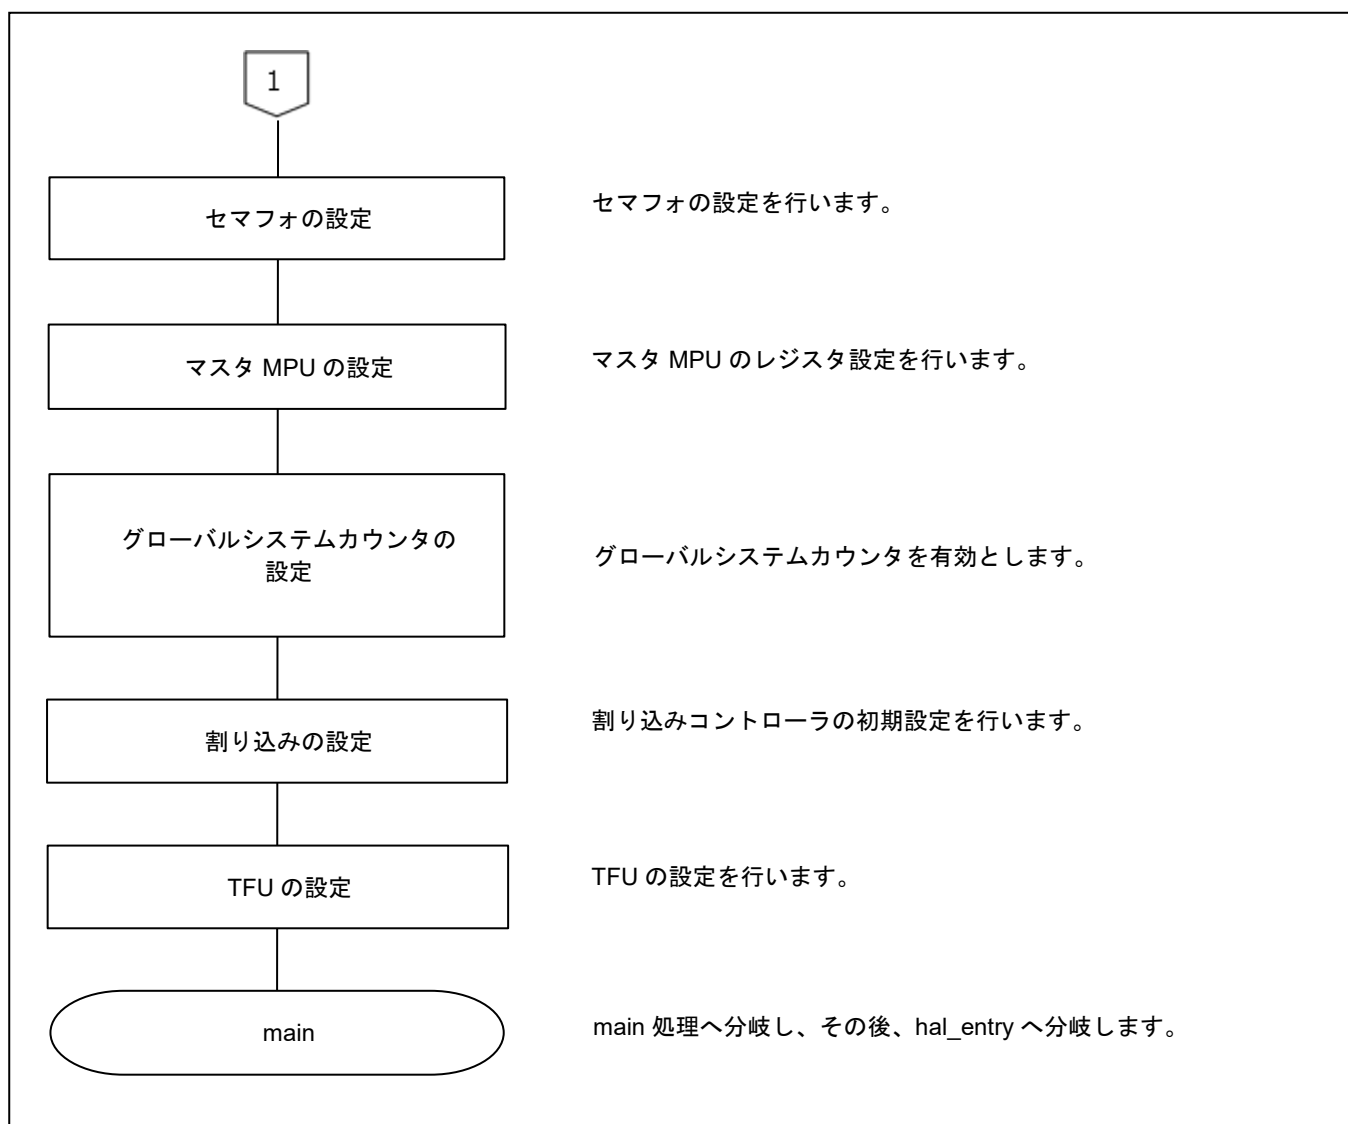 1
セマフォの設定
セマフォの設定を行います。
マスタ MPU の設定
マスタ MPU のレジスタ設定を行います。
グローバルシステムカウンタの
設定
グローバルシステムカウンタを有効とします。
割り込みの設定
割り込みコントローラの初期設定を行います。
TFU の設定
TFU の設定を行います。
main
main 処理へ分岐し、その後、hal_entry へ分岐します。